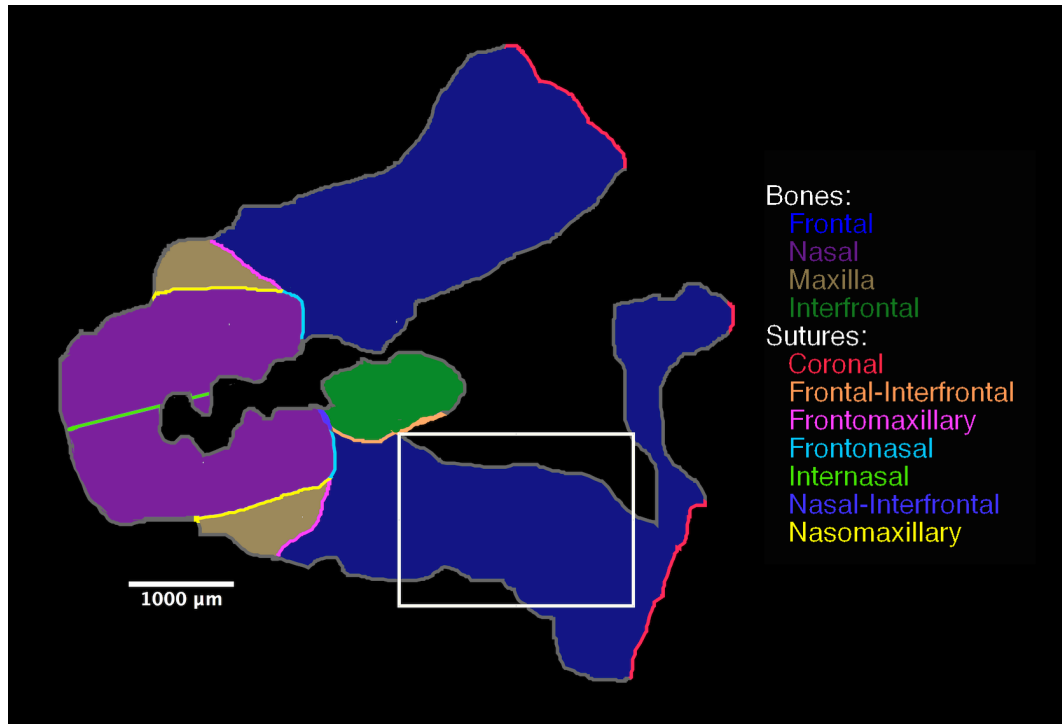 Bones:
Frontal
Nasal
Maxilla
Interfrontal
Sutures:
Coronal
Frontal-Interfrontal
Frontomaxillary
Frontonasal
Internasal
Nasal-Interfrontal
Nasomaxillary
1000 µm